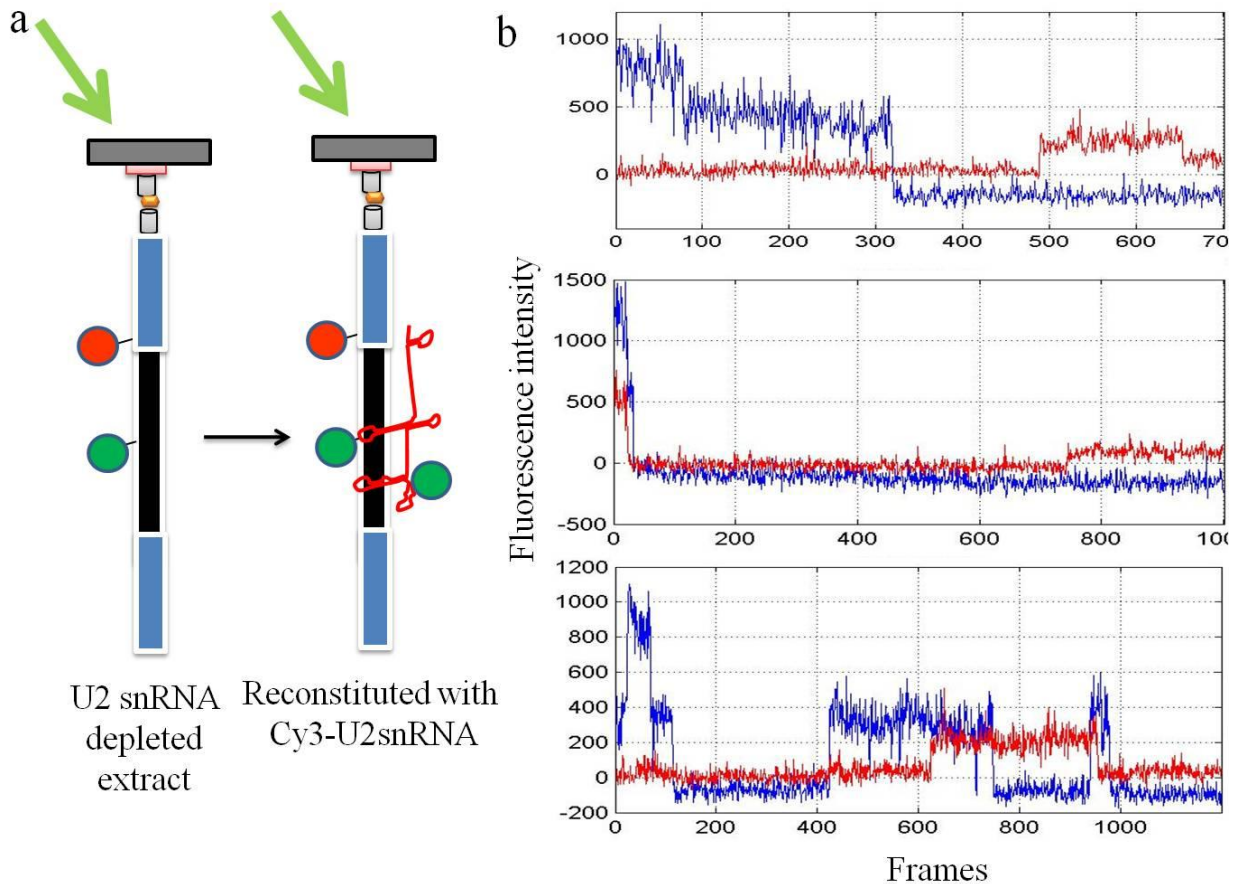 a
b
U2 snRNA
depleted
extract
Reconstituted with
Cy3-U2snRNA
Fluorescence intensity
1000
500
0
0 100 200 300 400 500 600 70
1500
1000
500
0
-500
0 200 400 600 800 100
1200
1000
800
600
400
200
0
-200
0 200 400 600 800 1000
Frames